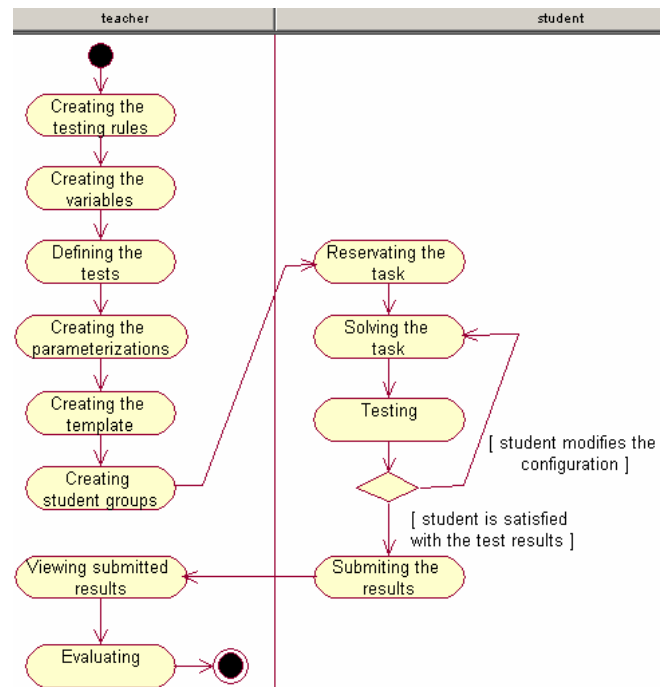 teacher
student
Creating the
testing rules
Creating the
variables
Defining the
tests
Creating the
parameterizations
Creating the
template
Creating
student groups
Reservating the
task
Solving the
task
Testing
[ student modifies the
configuration ]
[ student is satisfied
with the test results ]
Submiting the
results
Viewing submitted
results
Evaluating